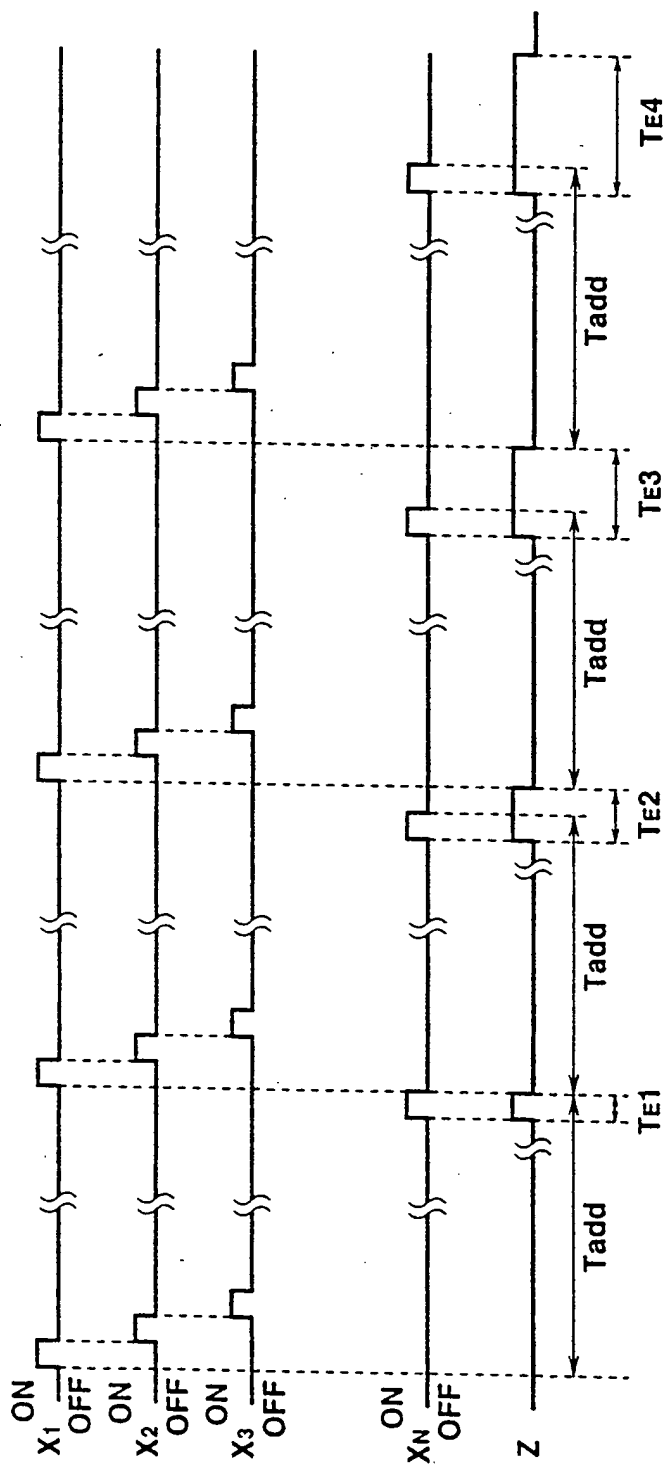 X1 ON OFF
X2 ON OFF
X3 ON OFF
XN ON OFF
Z
Tadd Tadd Tadd Tadd
TE1 TE2 TE3 TE4